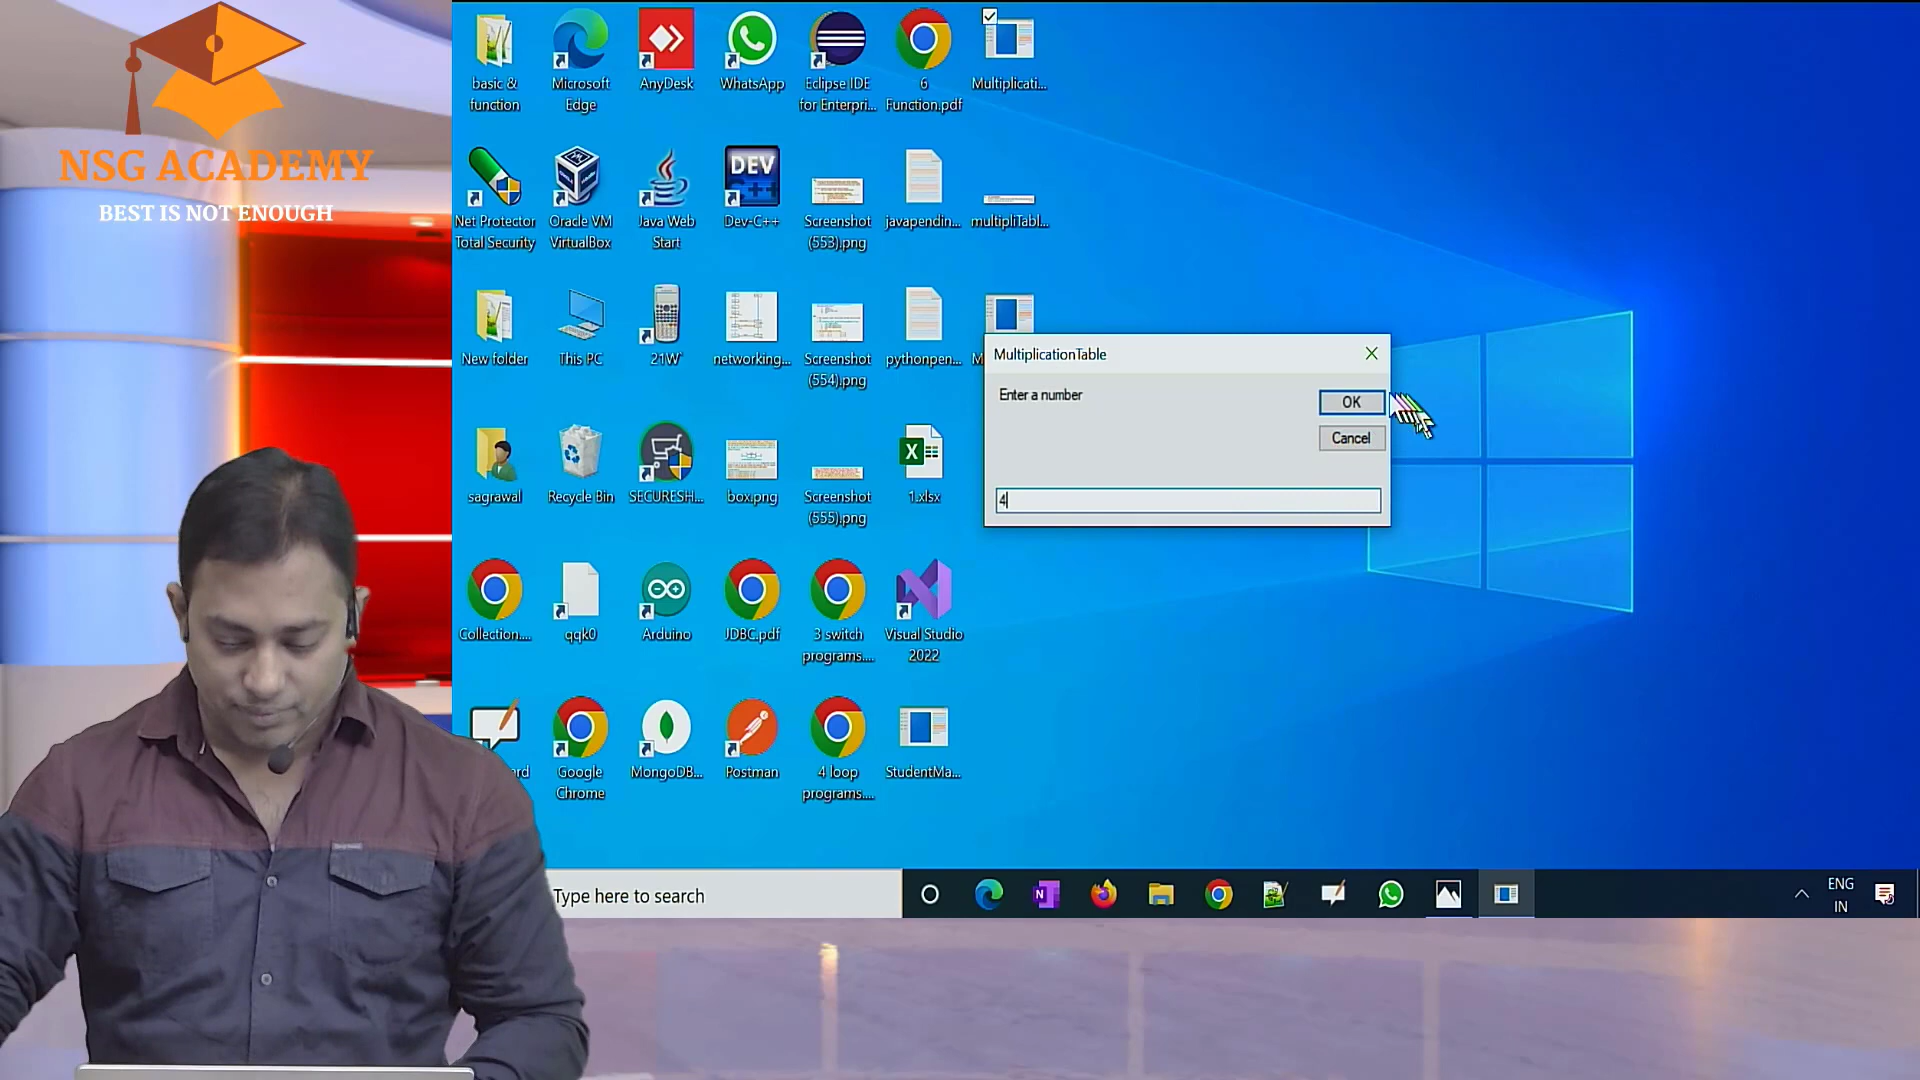 NSG ACADEMY
BEST IS NOT ENOUGH
basic &
function
Microsoft
Edge
AnyDesk
WhatsApp
Eclipse IDE
for Enterpri...
6
Function.pdf
Multiplicati...
Net Protector
Total Security
Oracle VM
VirtualBox
Java Web
Start
DEV
C++
Dev-C++
Screenshot
(553).png
javapendin...
multipliTabl...
New folder
This PC
21W`
networking...
Screenshot
(554).png
pythonpen...
MultiplicationTable
Enter a number
OK
Cancel
4
sagrawal
Recycle Bin
SECURESH...
box.png
Screenshot
(555).png
1.xlsx
Collection....
qqk0
Arduino
JDBC.pdf
3 switch
programs....
Visual Studio
2022
Google
Chrome
MongoDB...
Postman
4 loop
programs....
StudentMa...
Type here to search
ENG
IN